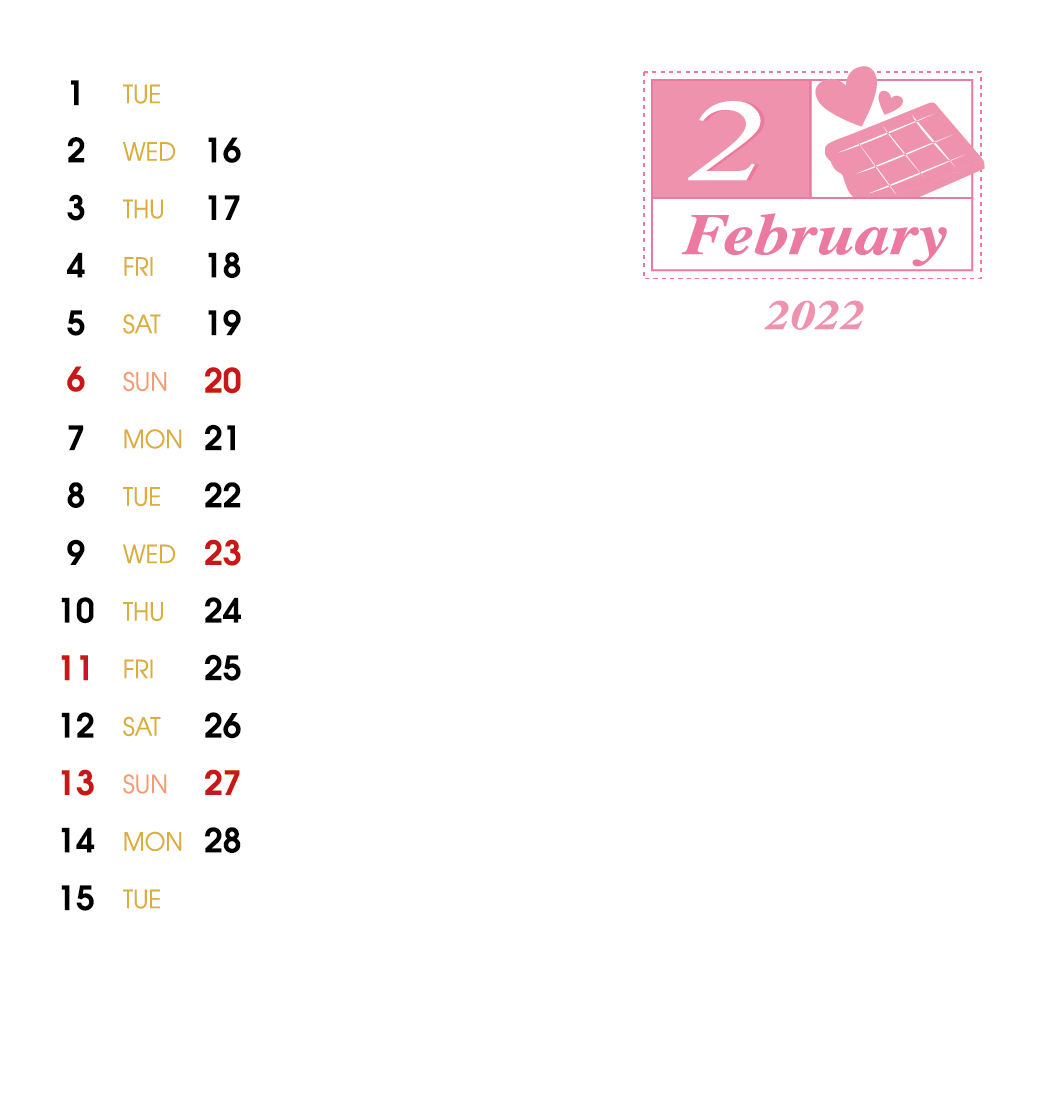 1 TUE
2 WED 16
3 THU 17
4 FRI 18
5 SAT 19
6 SUN 20
7 MON 21
8 TUE 22
9 WED 23
10 THU 24
11 FRI 25
12 SAT 26
13 SUN 27
14 MON 28
15 TUE
2
February
2022